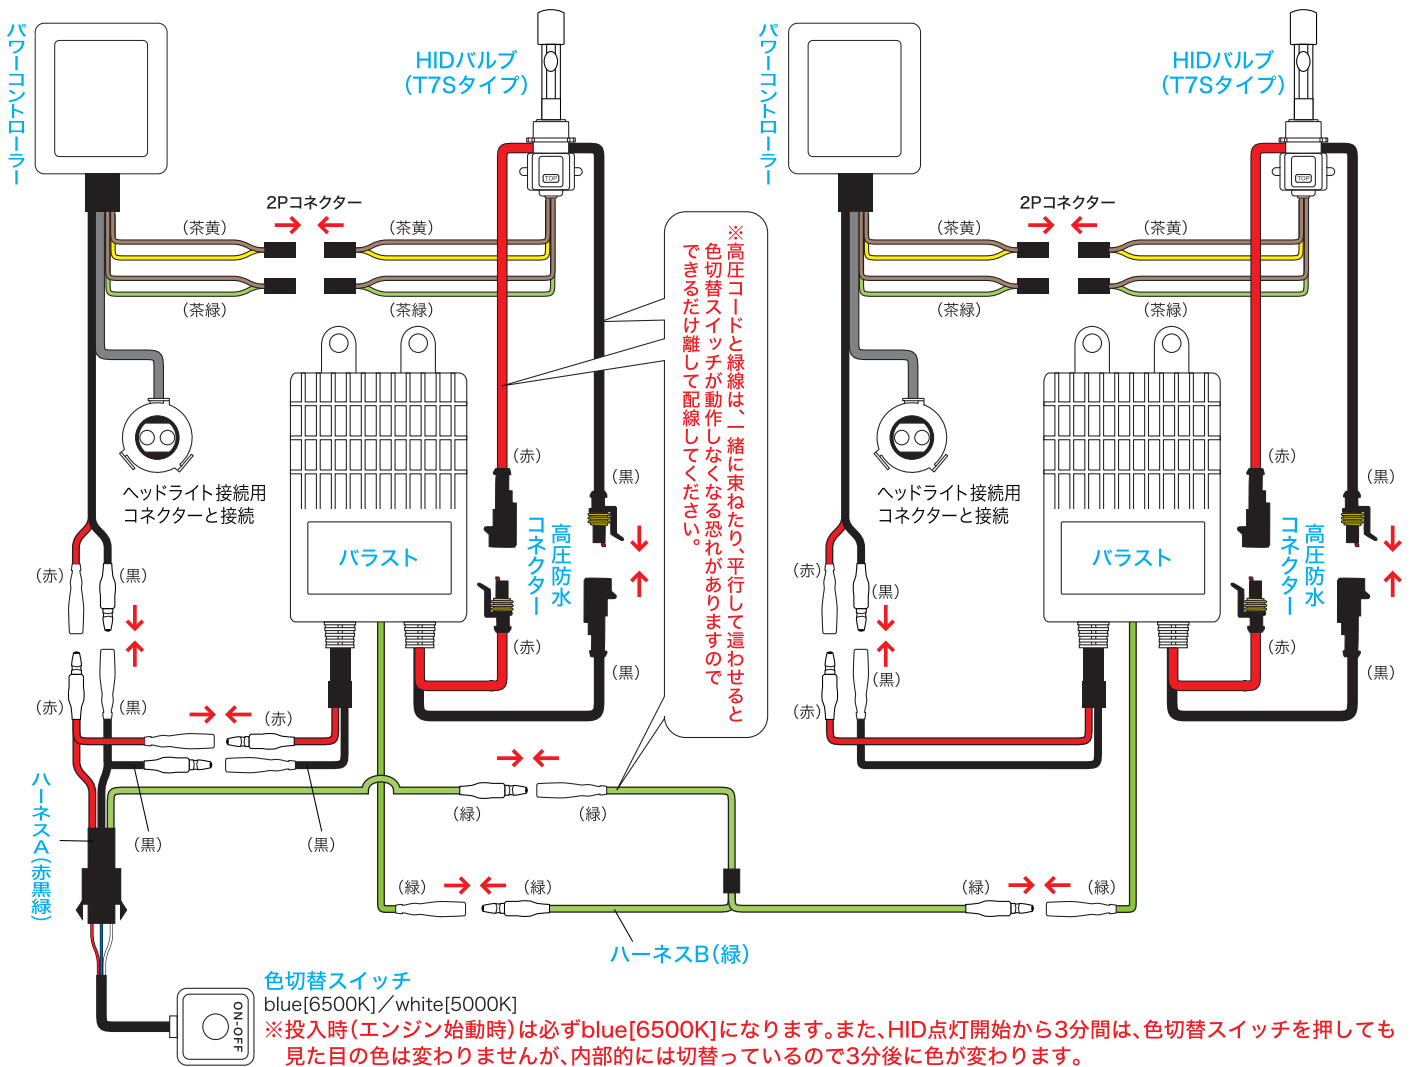 パワーコントローラー
HIDバルブ
（T7Sタイプ）
TOP
2Pコネクター
（茶黄）
（茶黄）
（茶緑）
（茶緑）
ヘッドライト接続用
コネクターと接続
バラスト
（赤）
（黒）
高圧防水
コネクター
（赤）
（黒）
（赤）
（黒）
（赤）
（黒）
（赤）
（黒）
（黒）
※高圧コードと緑線は、一緒に束ねたり、平行して這わせると
色切替スイッチが動作しなくなる恐れがありますので
できるだけ離して配線してください。
パワーコントローラー
HIDバルブ
（T7Sタイプ）
TOP
2Pコネクター
（茶黄）
（茶黄）
（茶緑）
（茶緑）
ヘッドライト接続用
コネクターと接続
バラスト
（赤）
（黒）
高圧防水
コネクター
（赤）
（黒）
（赤）
（黒）
（赤）
（黒）
（緑）
（緑）
（緑）
（緑）
（緑）
（緑）
ハーネスA（赤黒緑）
ハーネスB（緑）
ON-OFF
色切替スイッチ
blue[6500K]／white[5000K]
※投入時（エンジン始動時）は必ずblue[6500K]になります。また、HID点灯開始から3分間は、色切替スイッチを押しても
見た目の色は変わりませんが、内部的には切替っているので3分後に色が変わります。